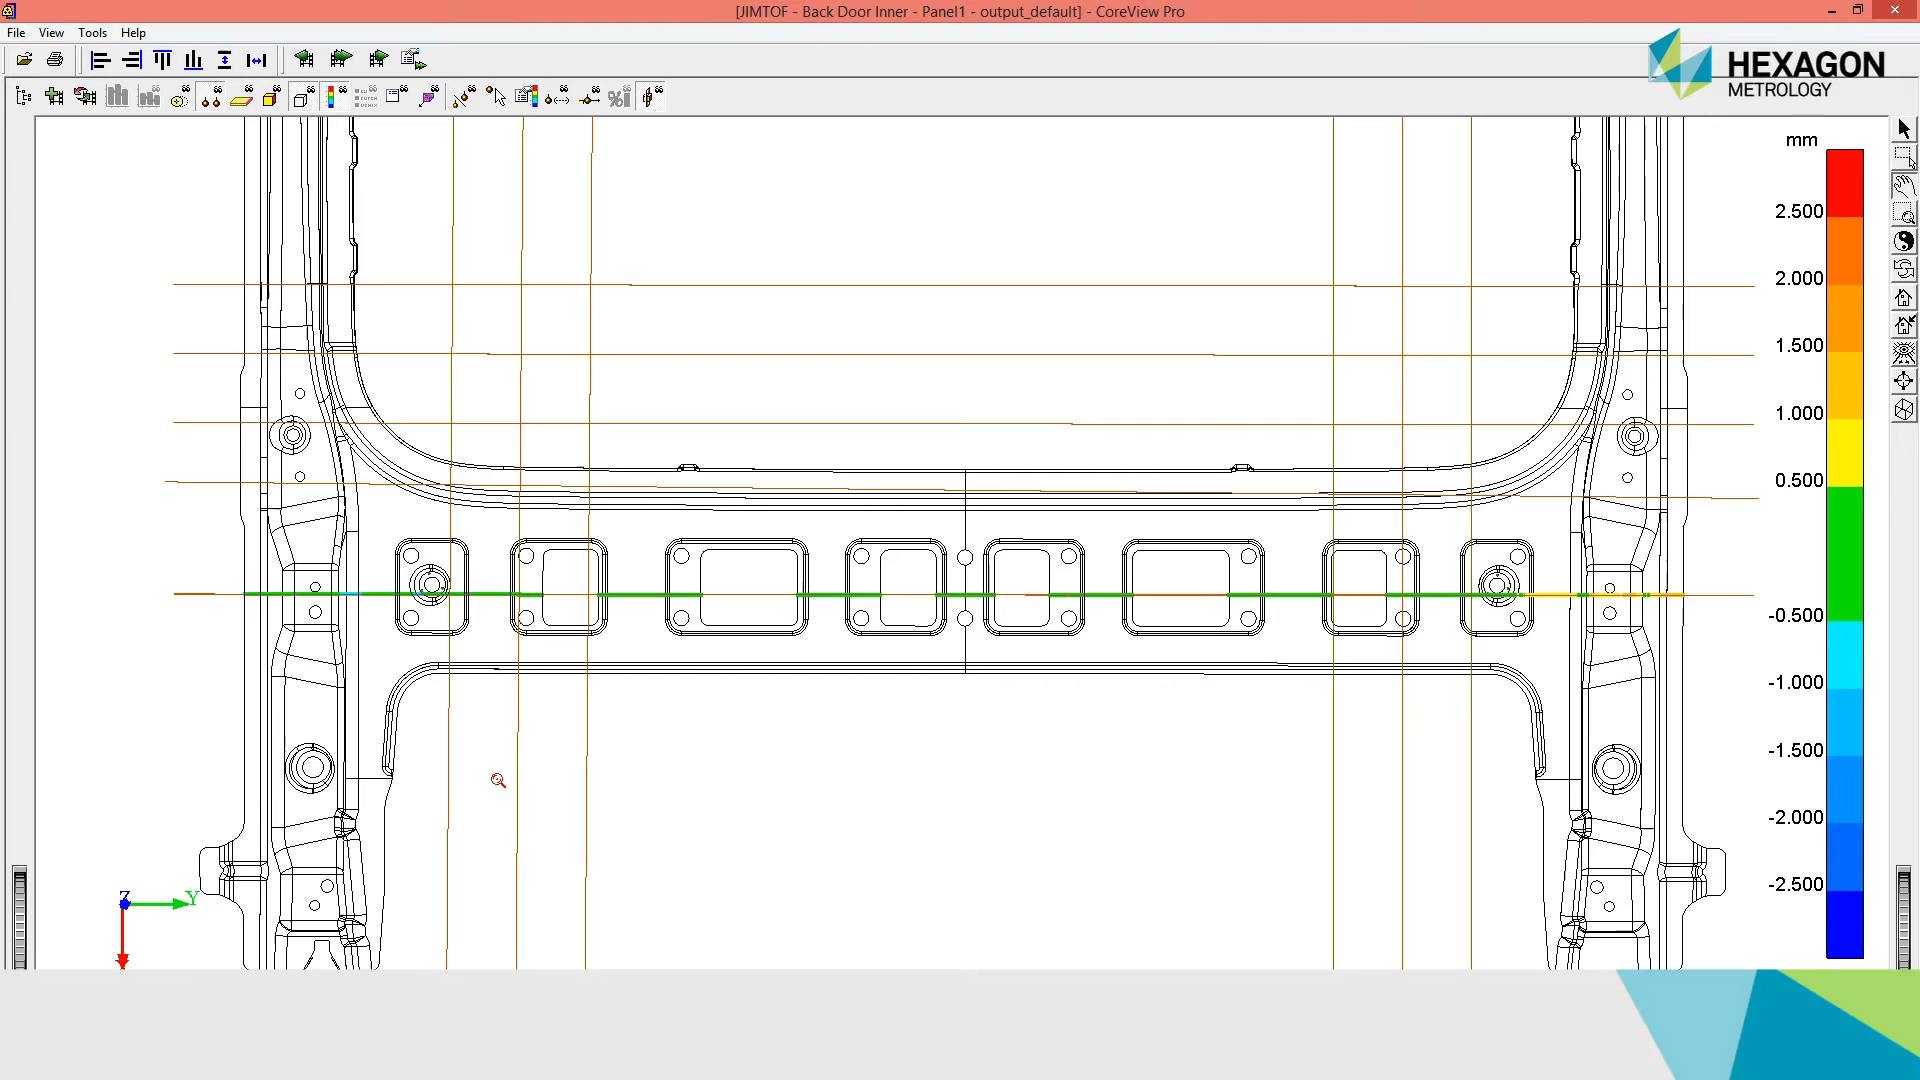 [JIMTOF - Back Door Inner - Panel1 - output_default] - CoreView Pro
File View Tools Help
HEXAGON
METROLOGY
mm
2.500
2.000
1.500
1.000
0.500
-0.500
-1.000
-1.500
-2.000
-2.500
Z
Y